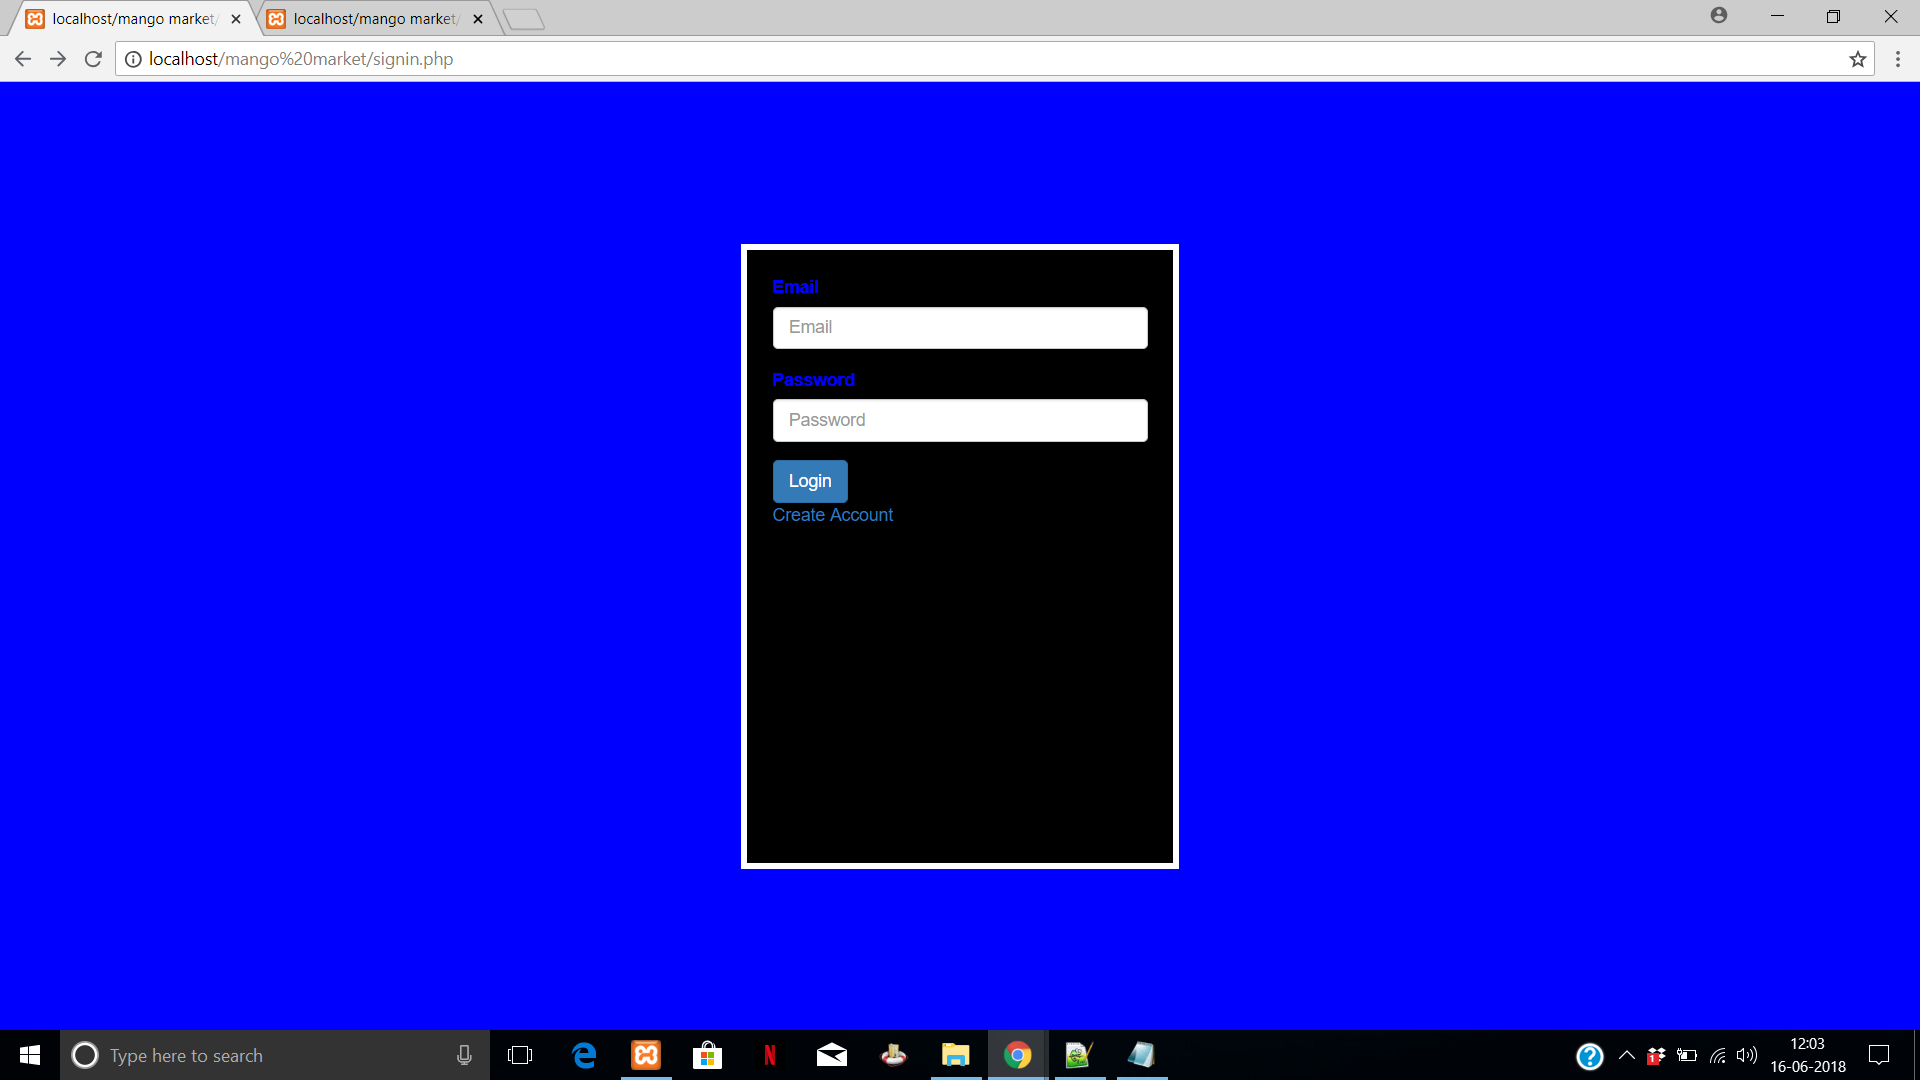 localhost/mango market/
localhost/mango market/
localhost/mango%20market/signin.php
Email
Email
Password
Password
Login
Create Account
Type here to search
12:03
16-06-2018
1